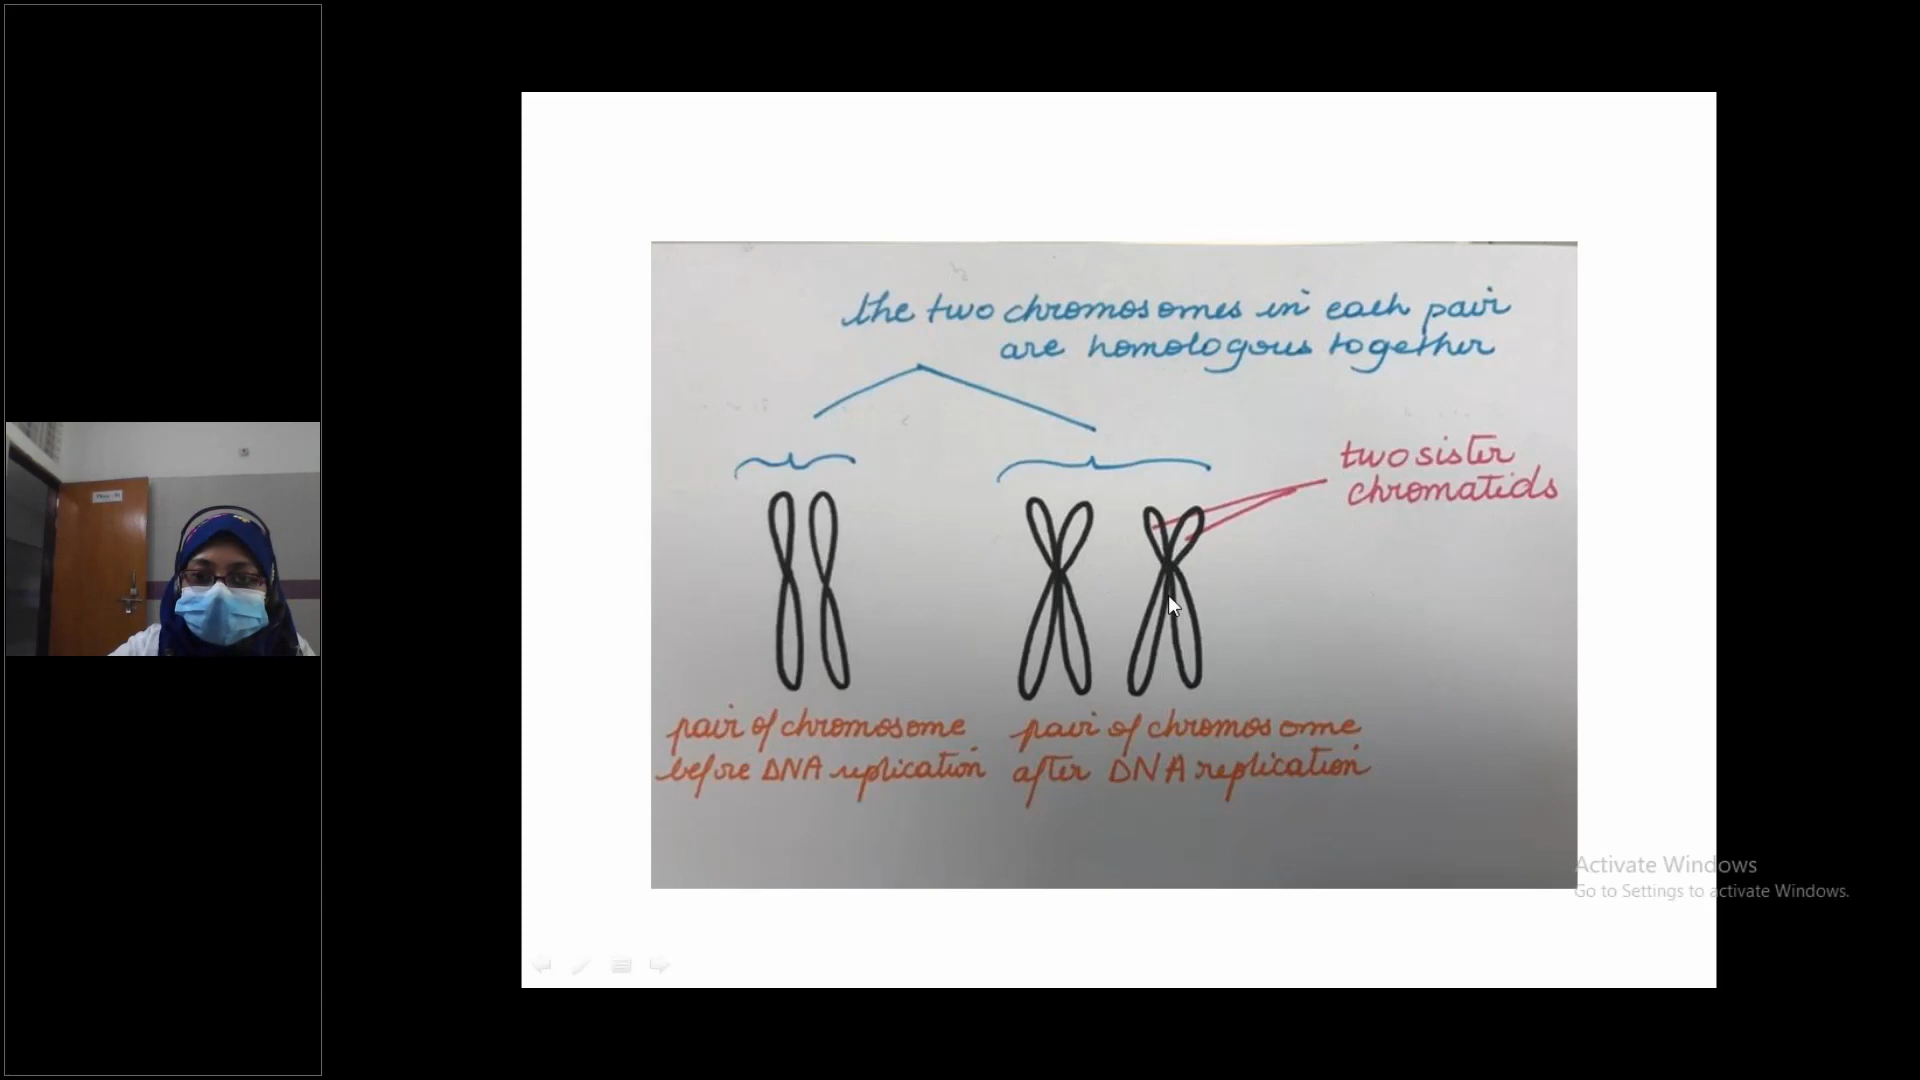 the two chromosomes in each pair
are homologous together
two sister
chromatids
pair of chromosome
before DNA replication
pair of chromosome
after DNA replication
Activate Windows
Go to Settings to activate Windows.